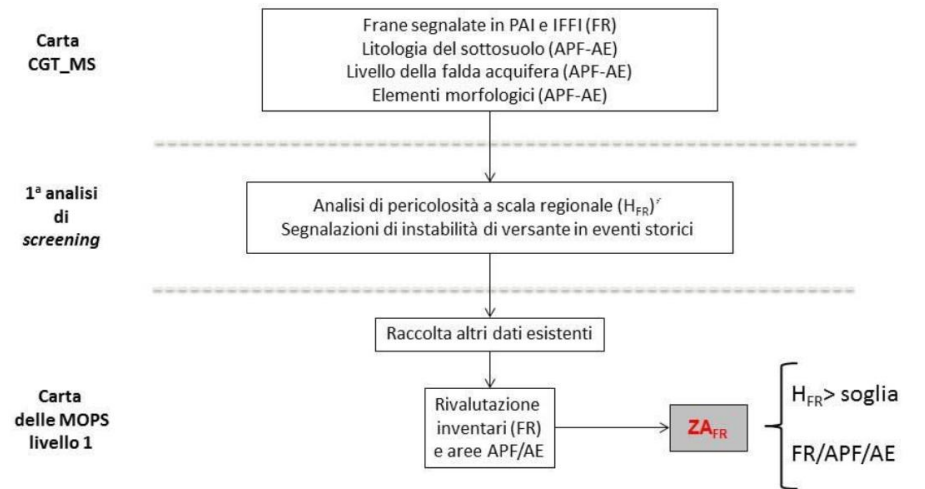 Carta
CGT_MS
Frane segnalate in PAI e IFFI (FR)
Litologia del sottosuolo (APF-AE)
Livello della falda acquifera (APF-AE)
Elementi morfologici (APF-AE)
1ª analisi
di
screening
Analisi di pericolosità a scala regionale (H_FR)
Segnalazioni di instabilità di versante in eventi storici
Raccolta altri dati esistenti
Carta
delle MOPS
livello 1
Rivalutazione
inventari (FR)
e aree APF/AE
ZA_FR
H_FR> soglia
FR/APF/AE